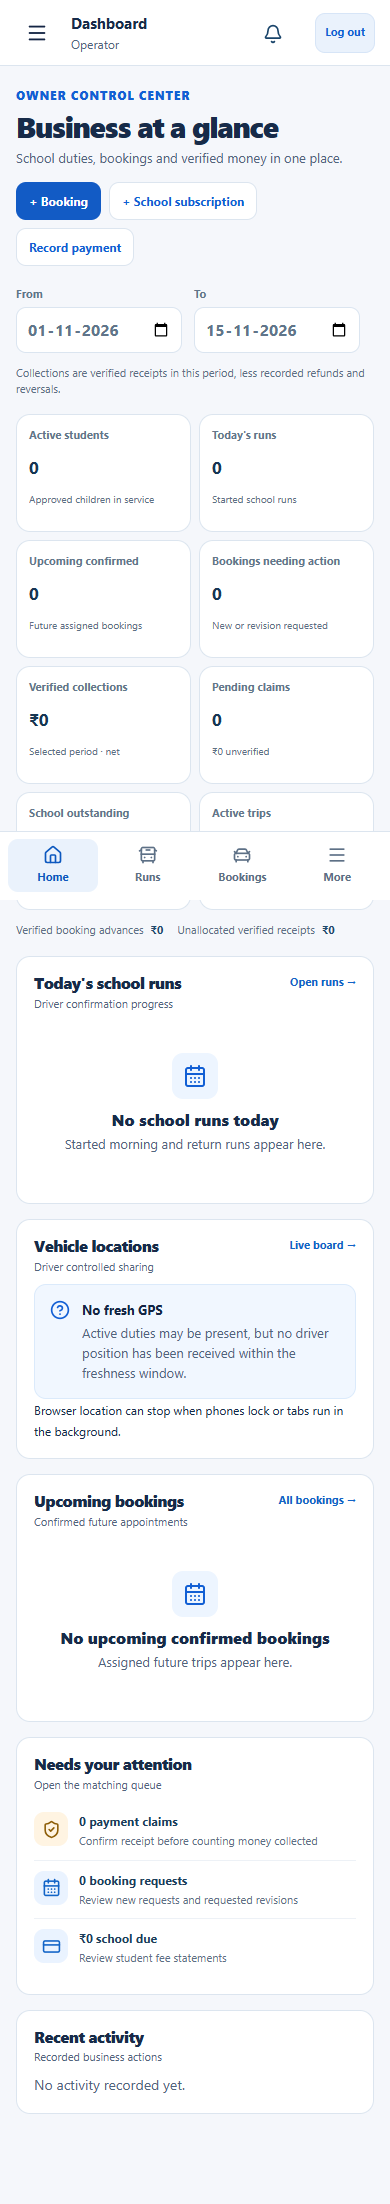 Dashboard
Operator
Log out
OWNER CONTROL CENTER
Business at a glance
School duties, bookings and verified money in one place.
+ Booking
+ School subscription
Record payment
From
To
01-11-2026
15-11-2026
Collections are verified receipts in this period, less recorded refunds and
reversals.
Active students
0
Approved children in service
Today's runs
0
Started school runs
Upcoming confirmed
0
Future assigned bookings
Bookings needing action
0
New or revision requested
Verified collections
₹0
Selected period · net
Pending claims
0
₹0 unverified
School outstanding
Active trips
Home
Runs
Bookings
More
Verified booking advances ₹0 Unallocated verified receipts ₹0
Today's school runs
Open runs →
Driver confirmation progress
No school runs today
Started morning and return runs appear here.
Vehicle locations
Live board →
Driver controlled sharing
No fresh GPS
Active duties may be present, but no driver
position has been received within the
freshness window.
Browser location can stop when phones lock or tabs run in
the background.
Upcoming bookings
All bookings →
Confirmed future appointments
No upcoming confirmed bookings
Assigned future trips appear here.
Needs your attention
Open the matching queue
0 payment claims
Confirm receipt before counting money collected
0 booking requests
Review new requests and requested revisions
₹0 school due
Review student fee statements
Recent activity
Recorded business actions
No activity recorded yet.